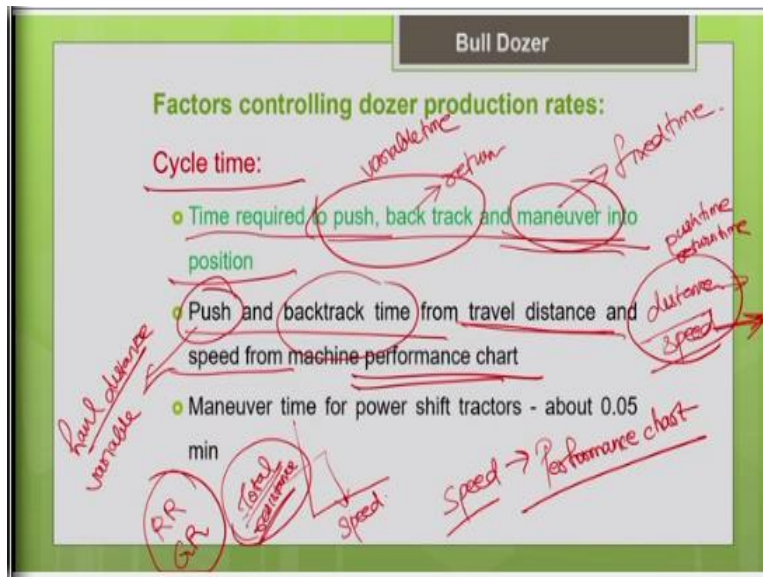 Bull Dozer
Factors controlling dozer production rates:
variable time
return
fixed time.
Cycle time:
Time required to push, back track and maneuver into
position
push time
return time
Push and backtrack time from travel distance and
speed from machine performance chart
distance
speed
haul distance
variable
Maneuver time for power shift tractors - about 0.05
min
RR
GR
Total
resistance
speed
speed → Performance chart